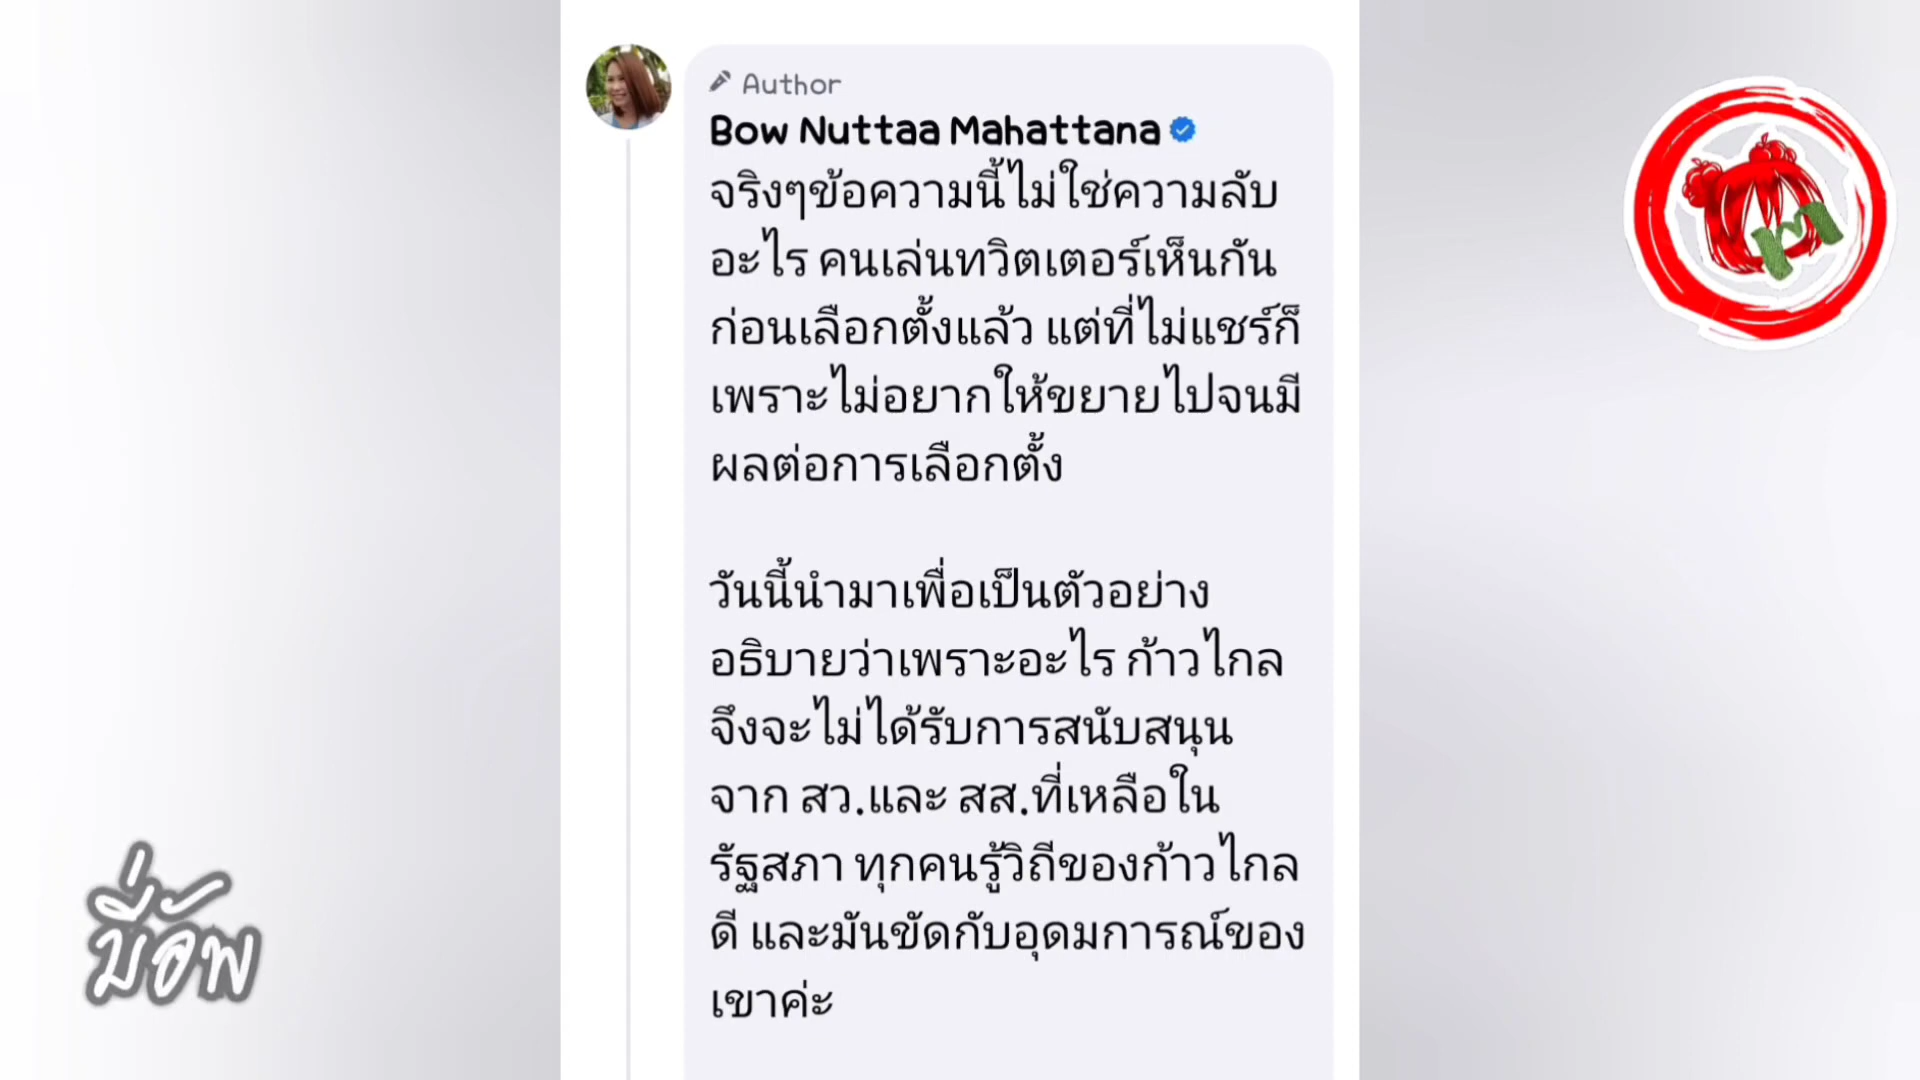 Author
Bow Nuttaa Mahattana
จริงๆข้อความนี้ไม่ใช่ความลับ
อะไร คนเล่นทวิตเตอร์เห็นกัน
ก่อนเลือกตั้งแล้ว แต่ที่ไม่แชร์ก็
เพราะไม่อยากให้ขยายไปจนมี
ผลต่อการเลือกตั้ง
วันนี้นำมาเพื่อเป็นตัวอย่าง
อธิบายว่าเพราะอะไร ก้าวไกล
จึงจะไม่ได้รับการสนับสนุน
จาก สว.และ สส.ที่เหลือใน
รัฐสภา ทุกคนรู้วิถีของก้าวไกล
ดี และมันขัดกับอุดมการณ์ของ
เขาค่ะ
m